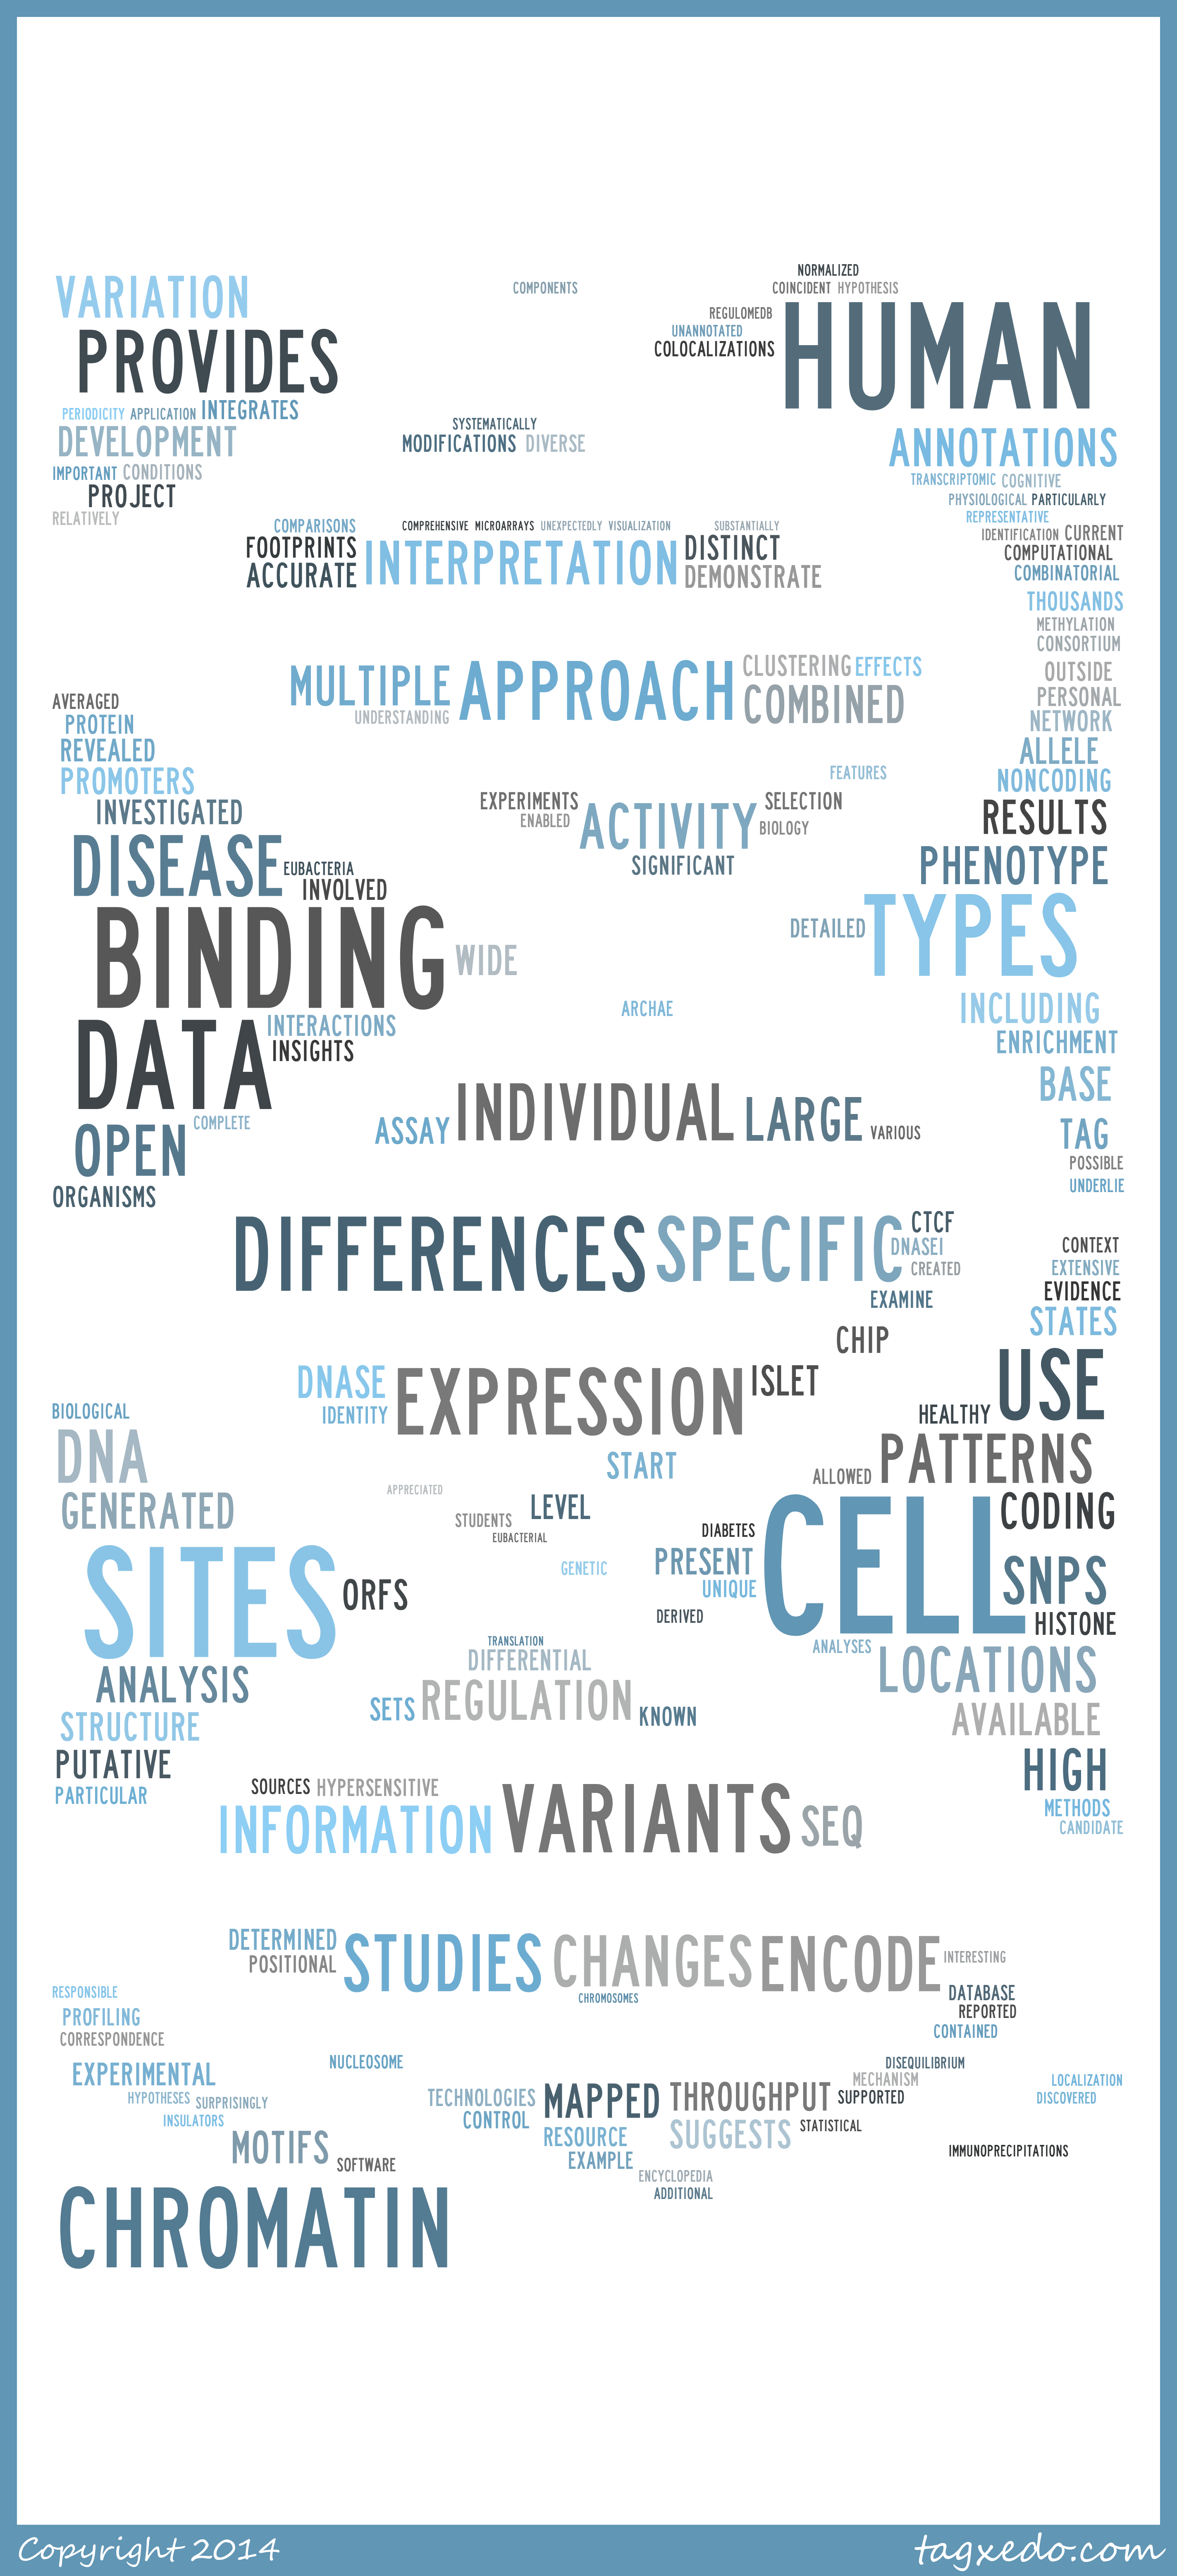 NORMALIZED
VARIATION COMPONENTS COINCIDENT HYPOTHESIS
REGULOMEDB
UNANNOTATED
COLOCALIZATIONS HUMAN
PROVIDES
PERIODICITY APPLICATION INTEGRATES
SYSTEMATICALLY
DEVELOPMENT MODIFICATIONS DIVERSE ANNOTATIONS
IMPORTANT CONDITIONS TRANSCRIPTOMIC COGNITIVE
PROJECT PHYSIOLOGICAL PARTICULARLY
RELATIVELY REPRESENTATIVE
COMPARISONS COMPREHENSIVE MICROARRAYS UNEXPECTEDLY VISUALIZATION SUBSTANTIALLY
IDENTIFICATION CURRENT
FOOTPRINTS INTERPRETATION DISTINCT COMPUTATIONAL
ACCURATE DEMONSTRATE COMBINATORIAL
THOUSANDS
METHYLATION
CONSORTIUM
MULTIPLE APPROACH CLUSTERING EFFECTS OUTSIDE
AVERAGED UNDERSTANDING COMBINED PERSONAL
PROTEIN NETWORK
REVEALED ALLELE
PROMOTERS FEATURES NONCODING
INVESTIGATED EXPERIMENTS ACTIVITY SELECTION RESULTS
ENABLED BIOLOGY
DISEASE EUBACTERIA SIGNIFICANT PHENOTYPE
INVOLVED
BINDING WIDE DETAILED TYPES
ARCHAE INCLUDING
DATA INTERACTIONS ENRICHMENT
INSIGHTS
BASE
COMPLETE ASSAY INDIVIDUAL LARGE VARIOUS TAG
OPEN POSSIBLE
ORGANISMS UNDERLIE
DIFFERENCES SPECIFIC CTCF
DNASEI CONTEXT
CREATED EXTENSIVE
EXAMINE EVIDENCE
CHIP STATES
DNASE EXPRESSION ISLET USE
BIOLOGICAL IDENTITY HEALTHY
DNA START ALLOWED PATTERNS
APPRECIATED
GENERATED STUDENTS LEVEL CODING
EUBACTERIAL DIABETES
SITES ORFS GENETIC PRESENT CELL SNPS
UNIQUE
DERIVED HISTONE
TRANSLATION ANALYSES
ANALYSIS DIFFERENTIAL LOCATIONS
STRUCTURE SETS REGULATION KNOWN AVAILABLE
PUTATIVE HIGH
PARTICULAR SOURCES HYPERSENSITIVE
METHODS
INFORMATION VARIANTS SEQ CANDIDATE
DETERMINED STUDIES CHANGES ENCODE INTERESTING
POSITIONAL
RESPONSIBLE CHROMOSOMES DATABASE
PROFILING REPORTED
CORRESPONDENCE CONTAINED
EXPERIMENTAL NUCLEOSOME DISEQUILIBRIUM
MECHANISM LOCALIZATION
HYPOTHESES SURPRISINGLY TECHNOLOGIES MAPPED THROUGHPUT SUPPORTED DISCOVERED
INSULATORS CONTROL STATISTICAL
MOTIFS RESOURCE SUGGESTS
SOFTWARE EXAMPLE IMMUNOPRECIPITATIONS
ENCYCLOPEDIA
ADDITIONAL
CHROMATIN
Copyright 2014 tagxedo.com